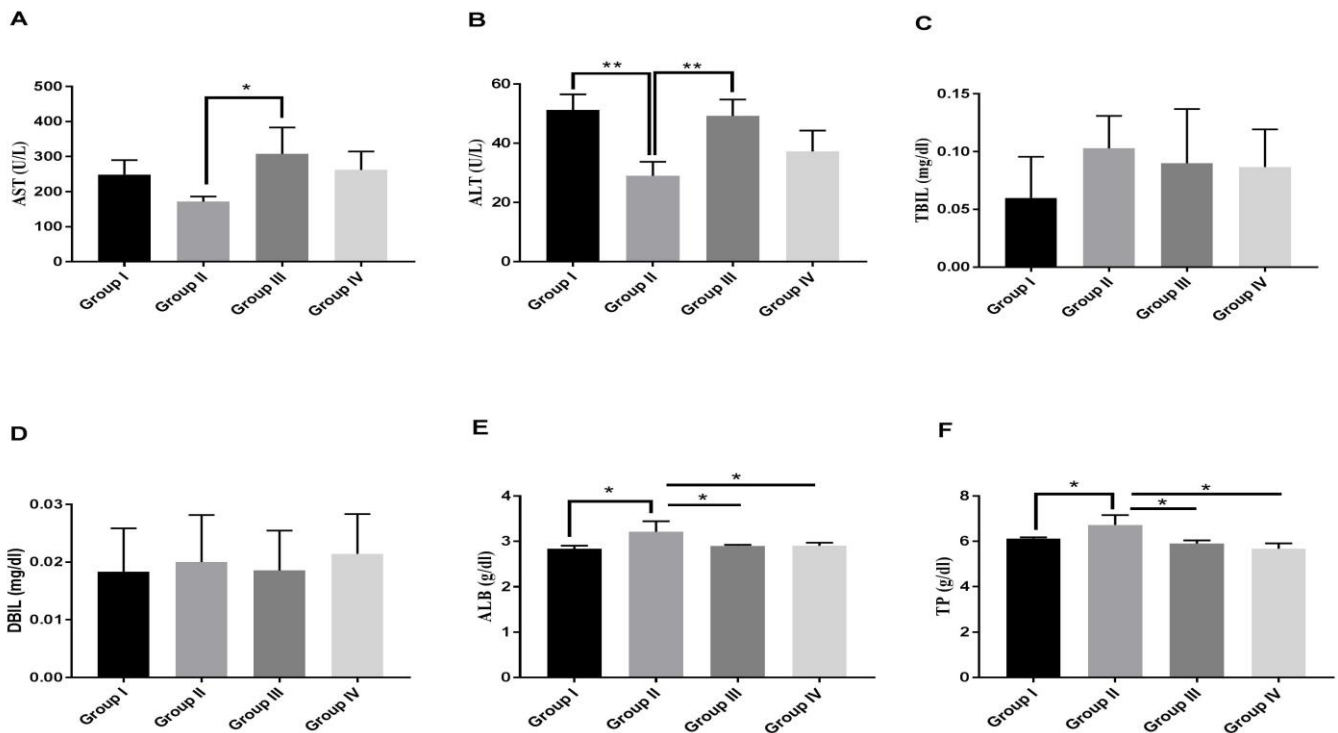 A
AST (U/L)
500
400
300
200
100
0
*
Group I
Group II
Group III
Group IV
B
ALT (U/L)
60
40
20
0
**
**
Group I
Group II
Group III
Group IV
C
TBIL (mg/dl)
0.15
0.10
0.05
0.00
Group I
Group II
Group III
Group IV
D
DBIL (mg/dl)
0.03
0.02
0.01
0.00
Group I
Group II
Group III
Group IV
E
ALB (g/dl)
4
3
2
1
0
*
*
*
Group I
Group II
Group III
Group IV
F
TP (g/dl)
8
6
4
2
0
*
*
*
Group I
Group II
Group III
Group IV